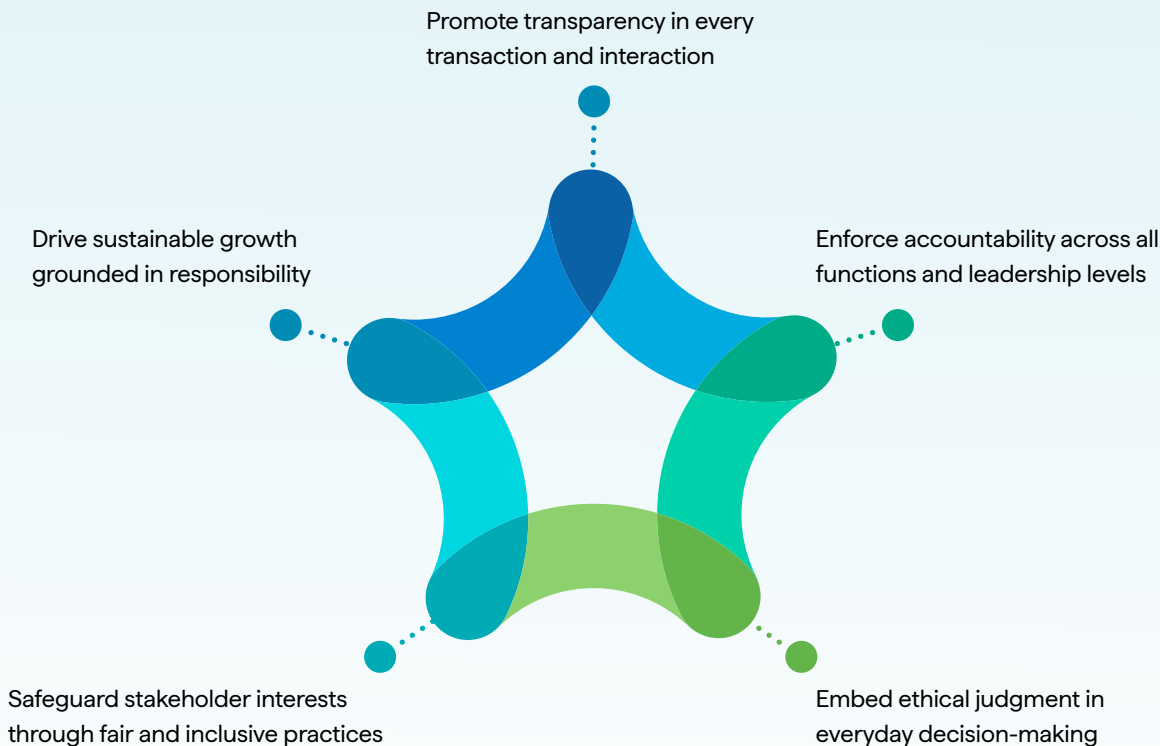 Promote transparency in every
transaction and interaction
Drive sustainable growth
grounded in responsibility
Enforce accountability across all
functions and leadership levels
Safeguard stakeholder interests
through fair and inclusive practices
Embed ethical judgment in
everyday decision-making